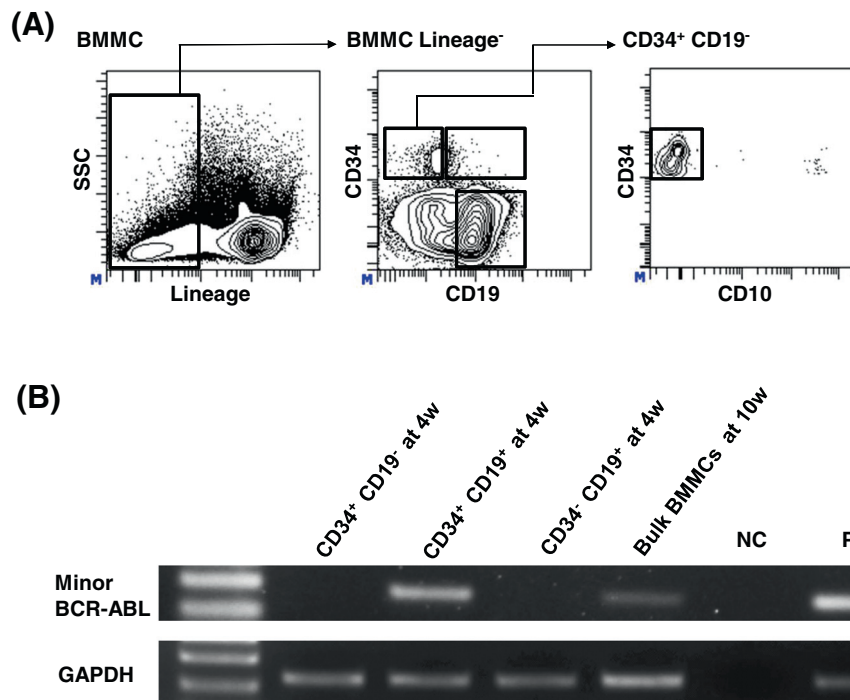 (A)
BMMC
BMMC Lineage⁻
CD34⁺ CD19⁻
SSC
CD34
CD34
M
M
Lineage
CD19
CD10
(B)
CD34⁺ CD19⁻ at 4w
CD34⁺ CD19⁺ at 4w
CD34⁻ CD19⁺ at 4w
Bulk BMMCs at 10w
NC
P
Minor
BCR-ABL
GAPDH